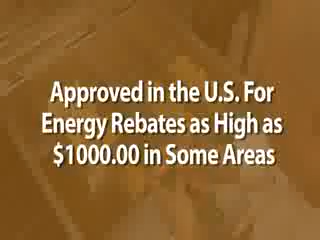 Approved in the U.S. For
Energy Rebates as High as
$1000.00 in Some Areas